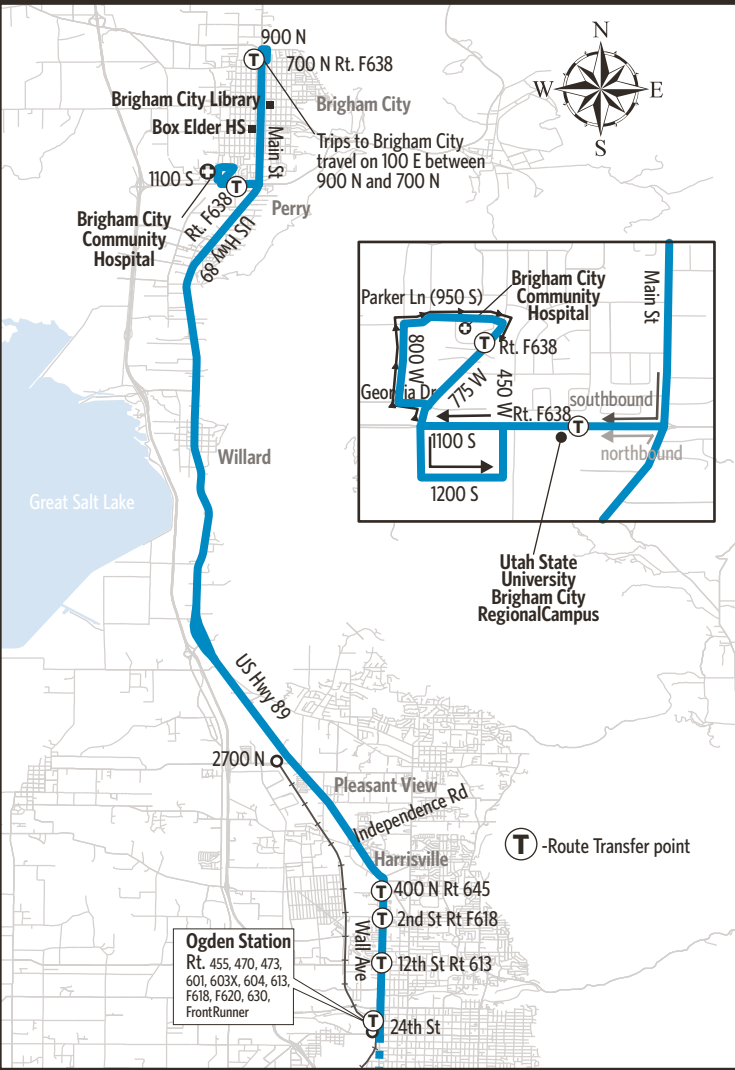 900 N
700 N Rt. F638
N
W
E
S
Brigham City Library
Brigham City
Box Elder HS
Main St
Trips to Brigham City
travel on 100 E between
900 N and 700 N
1100 S
Rt. F638
Perry
Brigham City
Community
Hospital
US Hwy 89
Parker Ln (950 S)
Brigham City
Community
Hospital
Main St
800 W
Rt. F638
775 W
450 W
Georgia Dr
southbound
Rt. F638
1100 S
northbound
1200 S
Willard
Great Salt Lake
Utah State
University
Brigham City
RegionalCampus
US Hwy 89
2700 N
Pleasant View
Independence Rd
T -Route Transfer point
Harrisville
T 400 N Rt 645
T 2nd St Rt F618
Wall Ave
T 12th St Rt 613
Ogden Station
Rt. 455, 470, 473,
601, 603X, 604, 613,
F618, F620, 630,
FrontRunner
T 24th St
T
T
T
T